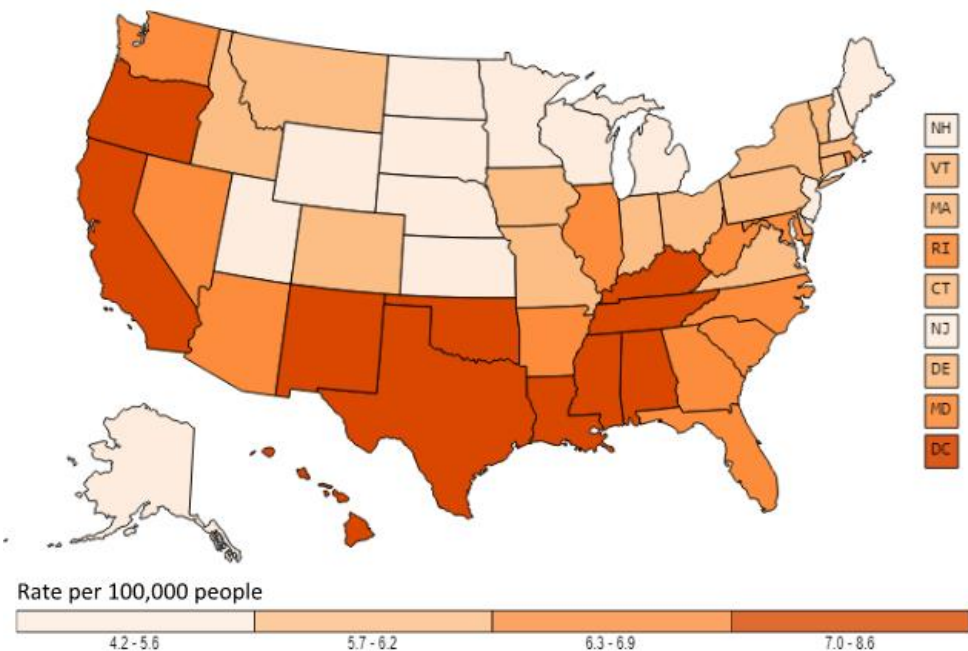 NH
VT
MA
RI
CT
NJ
DE
MD
DC
Rate per 100,000 people
4.2 - 5.6
5.7 - 6.2
6.3 - 6.9
7.0 - 8.6